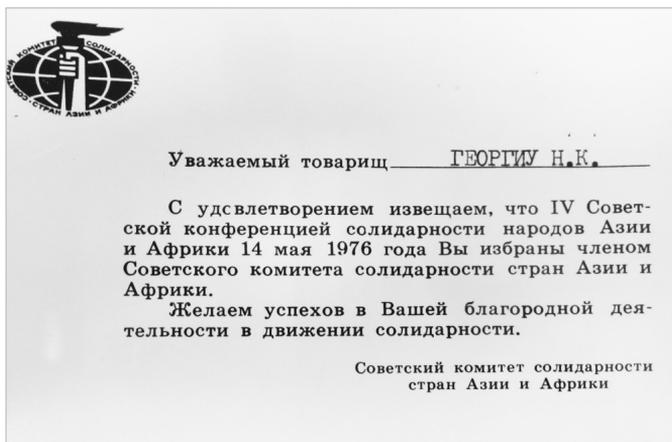 СОВЕТСКИЙ КОМИТЕТ СОЛИДАРНОСТИ СТРАН АЗИИ И АФРИКИ
Уважаемый товарищ ГЕОРГИУ Н.К.
С удсвлетворением извещаем, что IV Совет-
ской конференцией солидарности народов Азии
и Африки 14 мая 1976 года Вы избраны членом
Советского комитета солидарности стран Азии и
Африки.
Желаем успехов в Вашей благородной дея-
тельности в движении солидарности.
Советский комитет солидарности
стран Азии и Африки